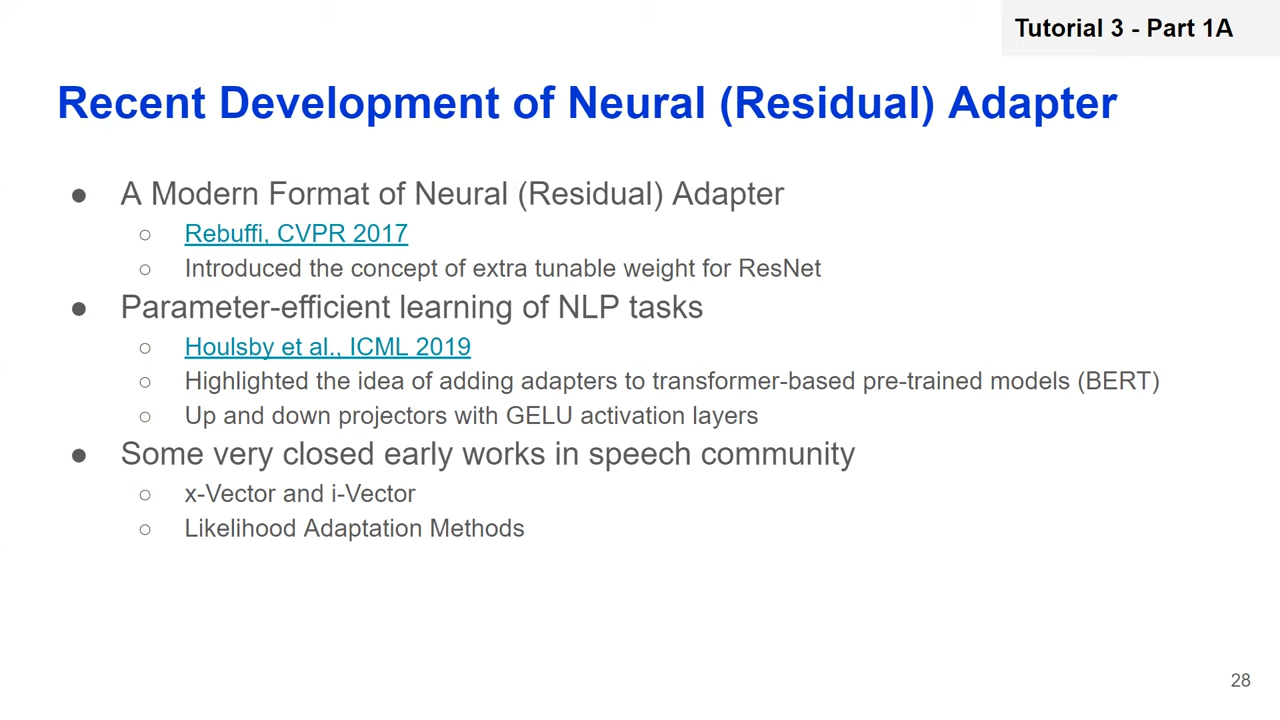 Tutorial 3 - Part 1A
Recent Development of Neural (Residual) Adapter
● A Modern Format of Neural (Residual) Adapter
○ Rebuffi, CVPR 2017
○ Introduced the concept of extra tunable weight for ResNet
● Parameter-efficient learning of NLP tasks
○ Houlsby et al., ICML 2019
○ Highlighted the idea of adding adapters to transformer-based pre-trained models (BERT)
○ Up and down projectors with GELU activation layers
● Some very closed early works in speech community
○ x-Vector and i-Vector
○ Likelihood Adaptation Methods
28